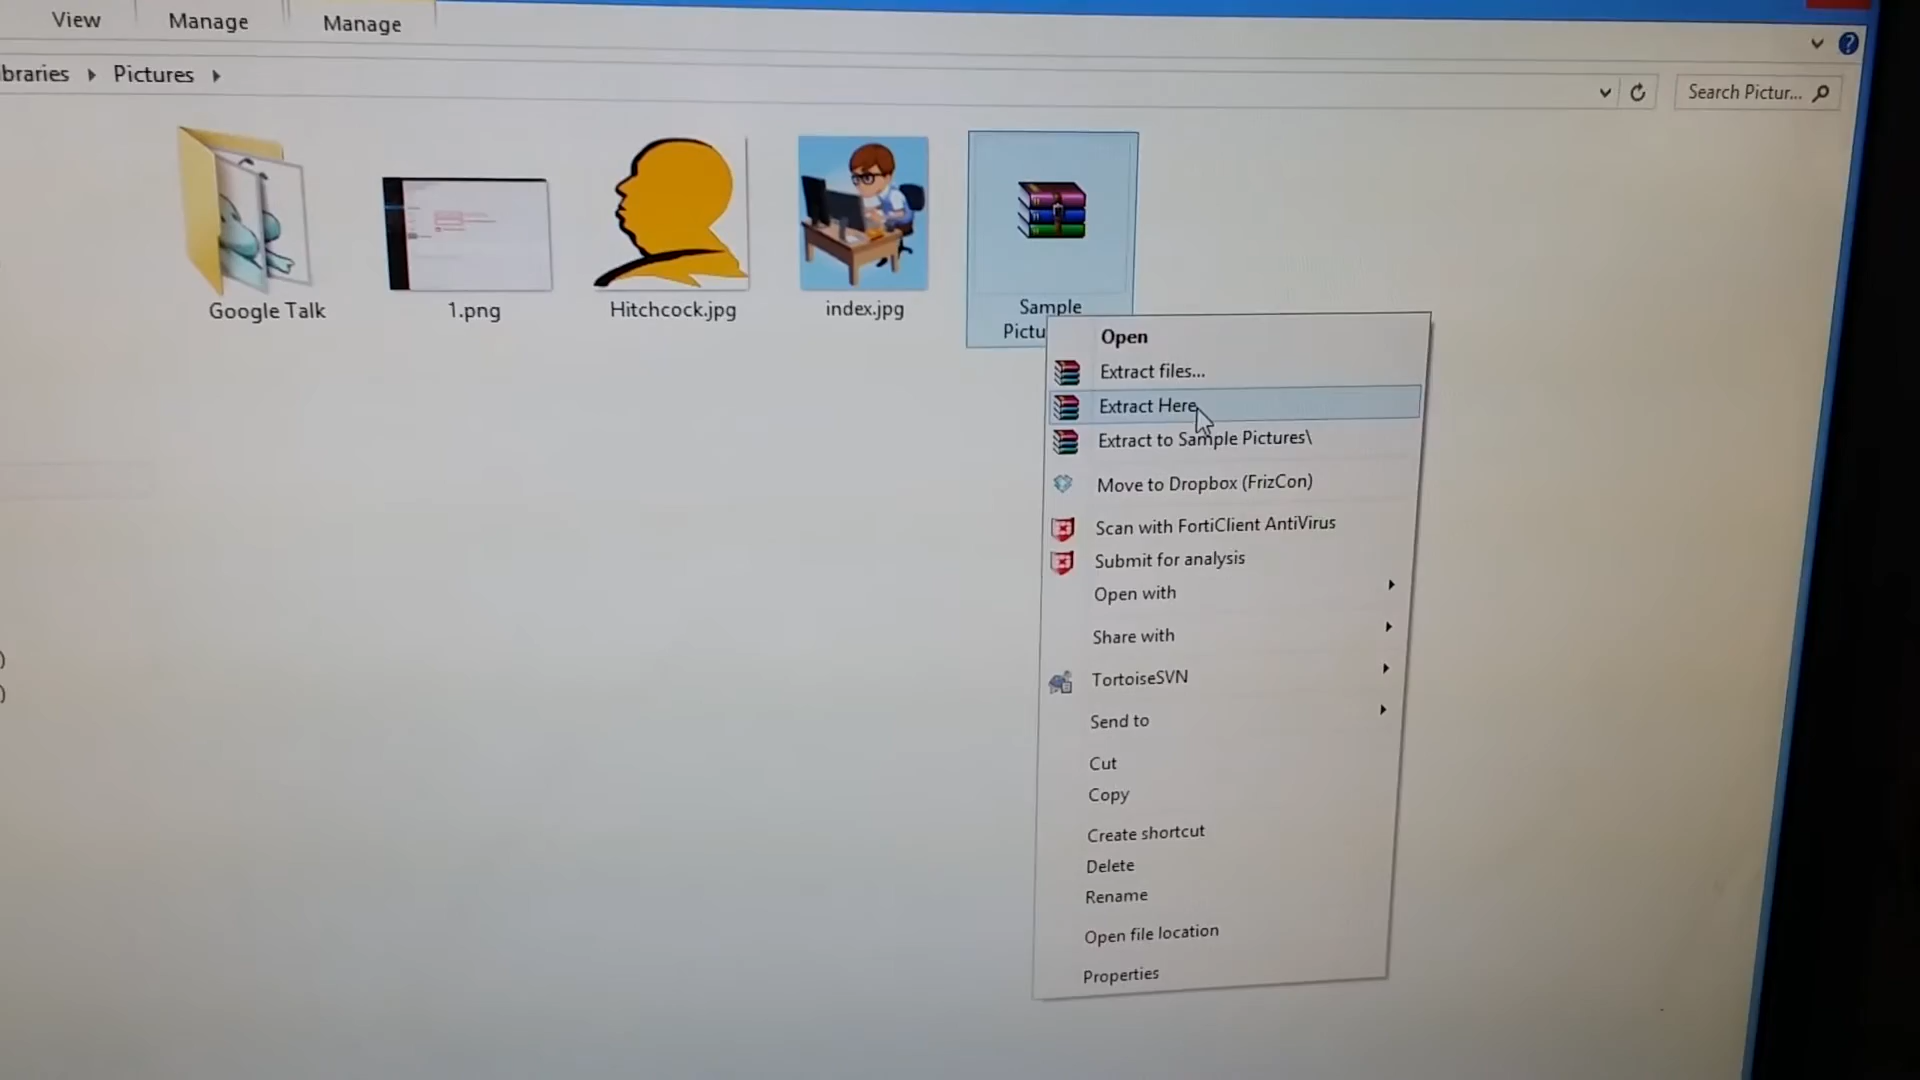 View
Manage
Manage
Pictures
Search Pictur...
Google Talk
1.png
Hitchcock.jpg
index.jpg
Sample
Open
Extract files...
Extract Here
Extract to Sample Pictures\
Move to Dropbox (FrizCon)
Scan with FortiClient AntiVirus
Submit for analysis
Open with
Share with
TortoiseSVN
Send to
Cut
Copy
Create shortcut
Delete
Rename
Open file location
Properties